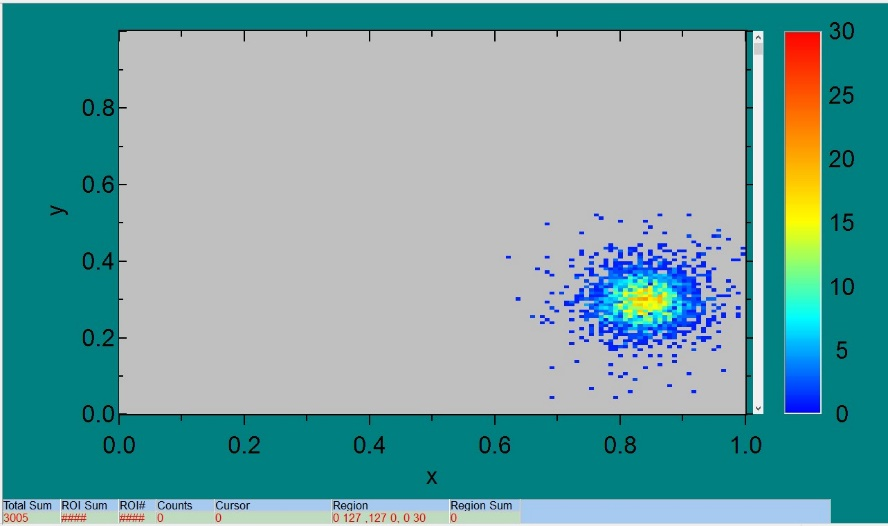 30
25
20
15
10
5
0
0.8
0.6
0.4
0.2
0.0
y
0.0 0.2 0.4 0.6 0.8 1.0
x
Total Sum ROI Sum ROI# Counts Cursor Region Region Sum
3005 #### #### 0 0 0 127 ,127 0, 0 30 0